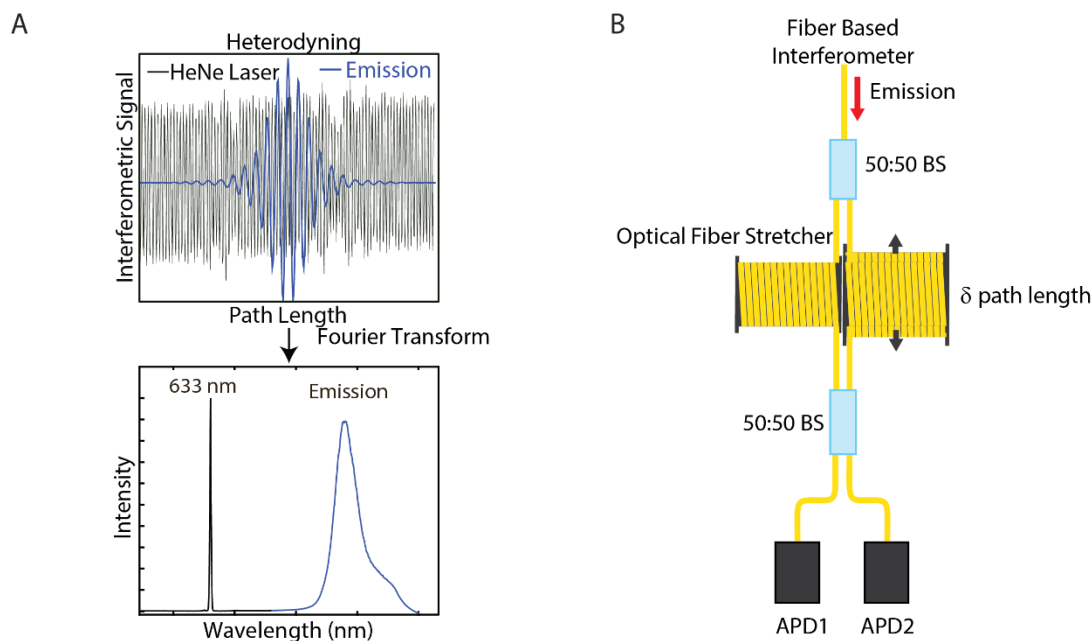 A
Heterodyning
HeNe Laser
Emission
Interferometric Signal
Path Length
Fourier Transform
633 nm
Emission
Intensity
Wavelength (nm)
B
Fiber Based
Interferometer
Emission
50:50 BS
Optical Fiber Stretcher
δ path length
50:50 BS
APD1
APD2